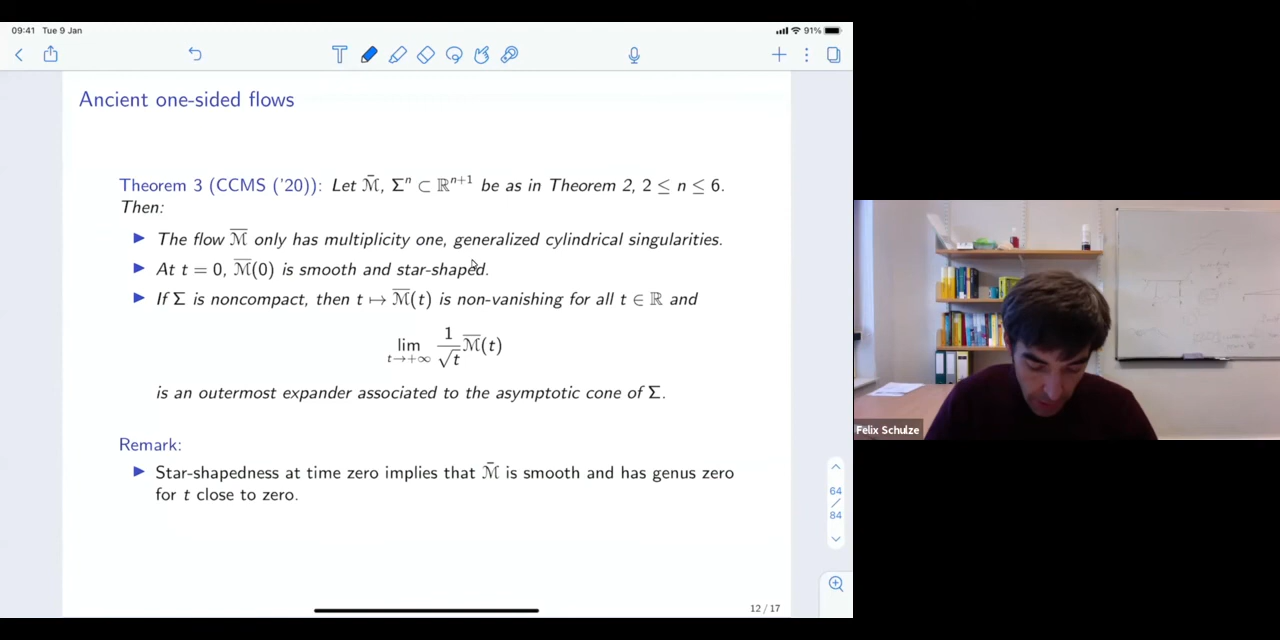 09:41 Tue 9 Jan
91%
Ancient one-sided flows
Theorem 3 (CCMS ('20)): Let M̄, Σⁿ ⊂ ℝⁿ⁺¹ be as in Theorem 2, 2 ≤ n ≤ 6.
Then:
▶ The flow M̄ only has multiplicity one, generalized cylindrical singularities.
▶ At t = 0, M̄(0) is smooth and star-shaped.
▶ If Σ is noncompact, then t ↦ M̄(t) is non-vanishing for all t ∈ ℝ and
lim t→+∞ 1/√t M̄(t)
is an outermost expander associated to the asymptotic cone of Σ.
Remark:
▶ Star-shapedness at time zero implies that M̄ is smooth and has genus zero
for t close to zero.
64
/
84
12 / 17
Felix Schulze